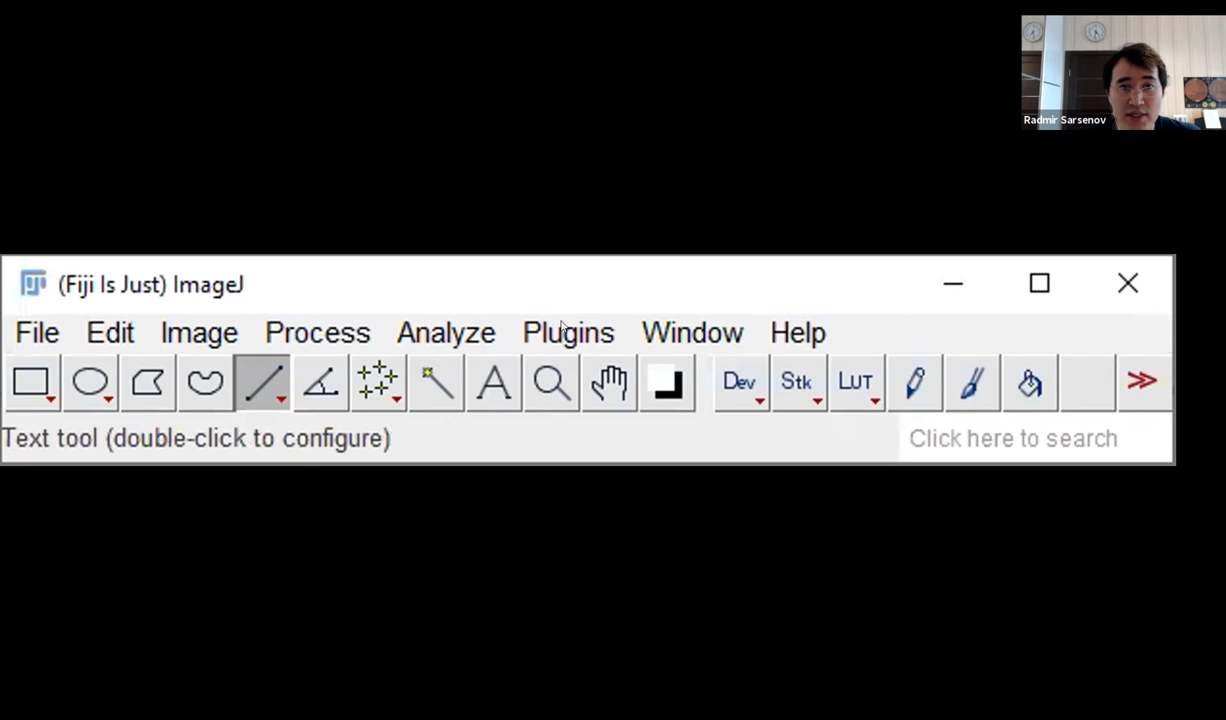 Radmir Sarsenov
(Fiji Is Just) ImageJ
File Edit Image Process Analyze Plugins Window Help
A Dev Stk LUT >>
Text tool (double-click to configure) Click here to search